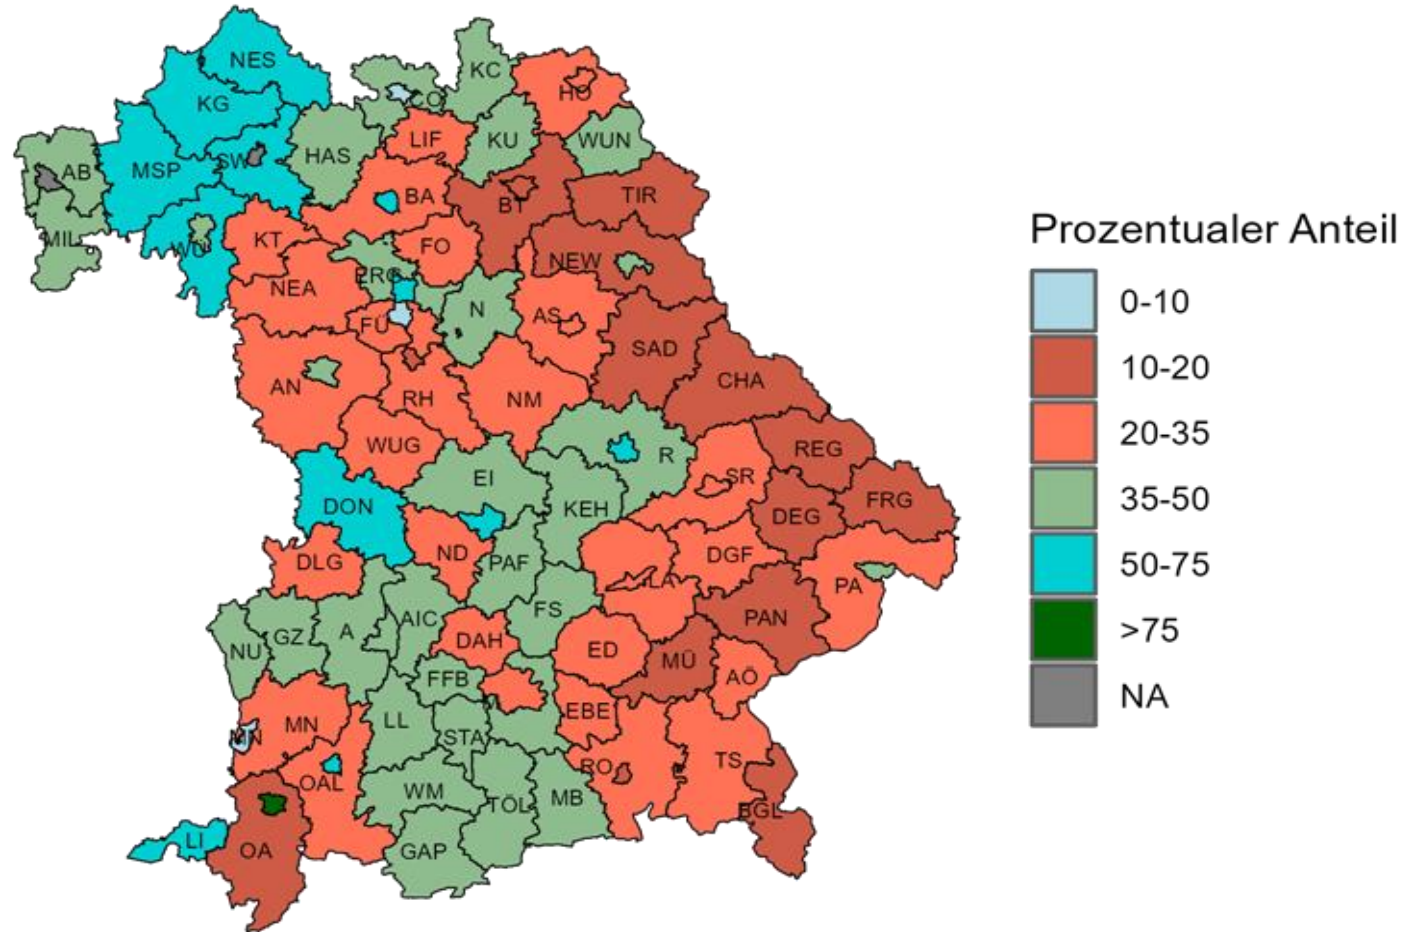 NES
KC
KG
HO
CO
LIF
KU
WUN
HAS
SW
AB
MSP
BA
BT
TIR
MIL
WÜ
KT
FO
NEW
ERH
NEA
N
AS
FÜ
SAD
AN
CHA
RH
NM
WUG
REG
R
EI
SR
FRG
DON
KEH
DEG
ND
DGF
DLG
PAF
LA
PA
AIC
FS
PAN
A
GZ
DAH
NU
ED
MÜ
FFB
AÖ
MN
LL
M
EBE
STA
MN
TS
RO
OAL
WM
TÖL
MB
BGL
LI
OA
GAP
Prozentualer Anteil
0-10
10-20
20-35
35-50
50-75
>75
NA